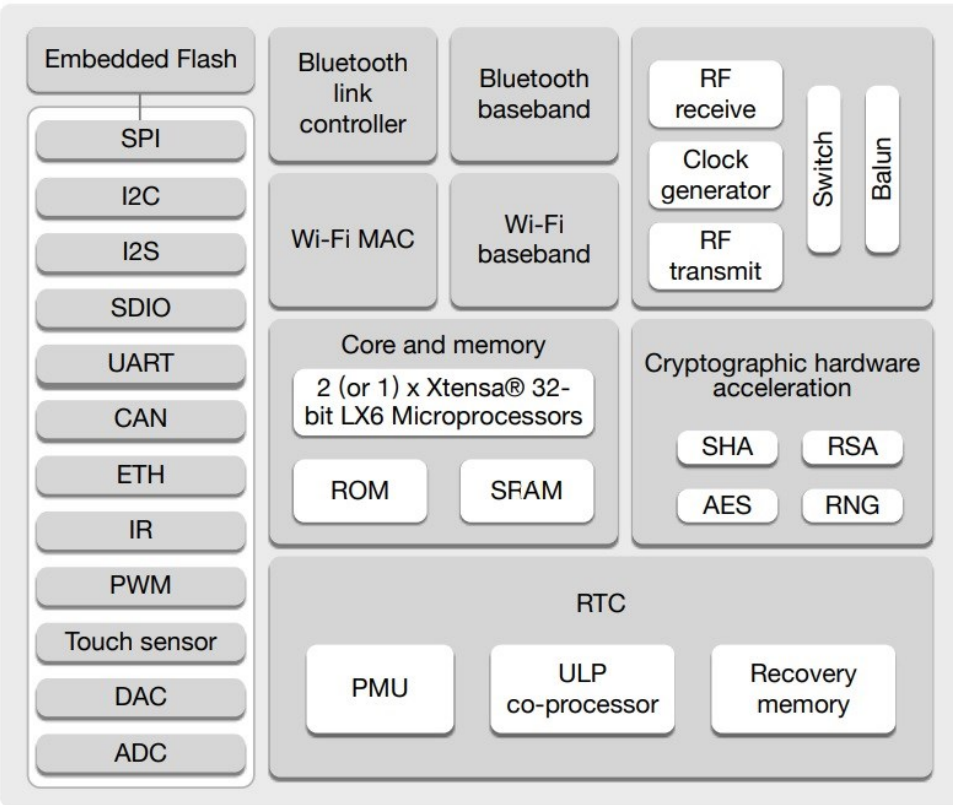 Embedded Flash
SPI
I2C
I2S
SDIO
UART
CAN
ETH
IR
PWM
Touch sensor
DAC
ADC
Bluetooth
link
controller
Bluetooth
baseband
Wi-Fi MAC
Wi-Fi
baseband
RF
receive
Clock
generator
RF
transmit
Switch
Balun
Core and memory
2 (or 1) x Xtensa® 32-
bit LX6 Microprocessors
ROM
SRAM
Cryptographic hardware
acceleration
SHA
RSA
AES
RNG
RTC
PMU
ULP
co-processor
Recovery
memory